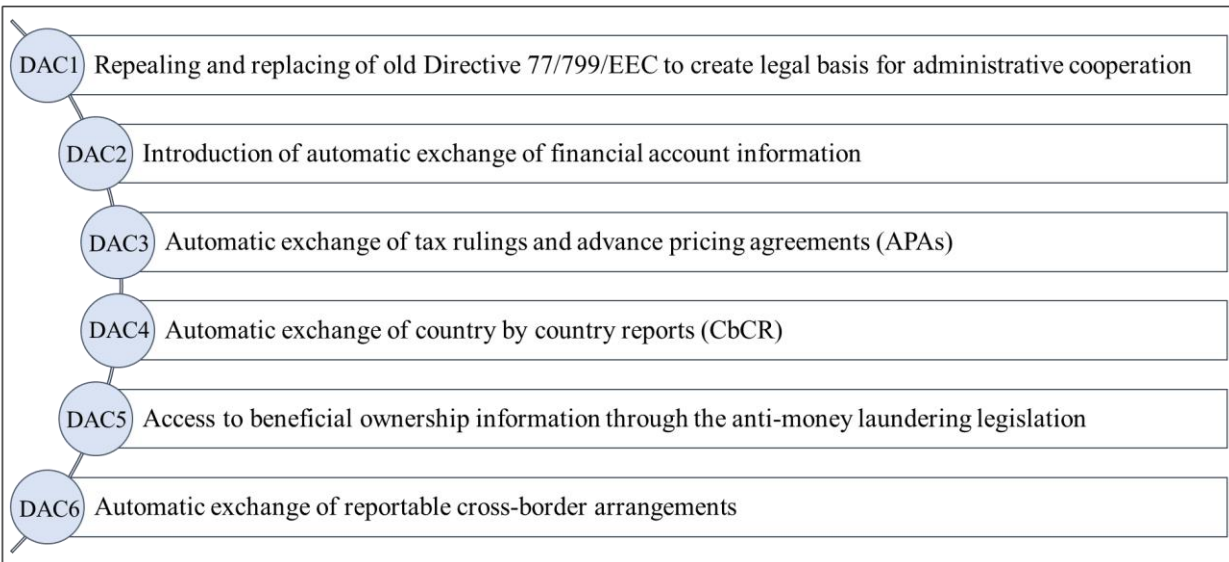 DAC1 Repealing and replacing of old Directive 77/799/EEC to create legal basis for administrative cooperation
DAC2 Introduction of automatic exchange of financial account information
DAC3 Automatic exchange of tax rulings and advance pricing agreements (APAs)
DAC4 Automatic exchange of country by country reports (CbCR)
DAC5 Access to beneficial ownership information through the anti-money laundering legislation
DAC6 Automatic exchange of reportable cross-border arrangements